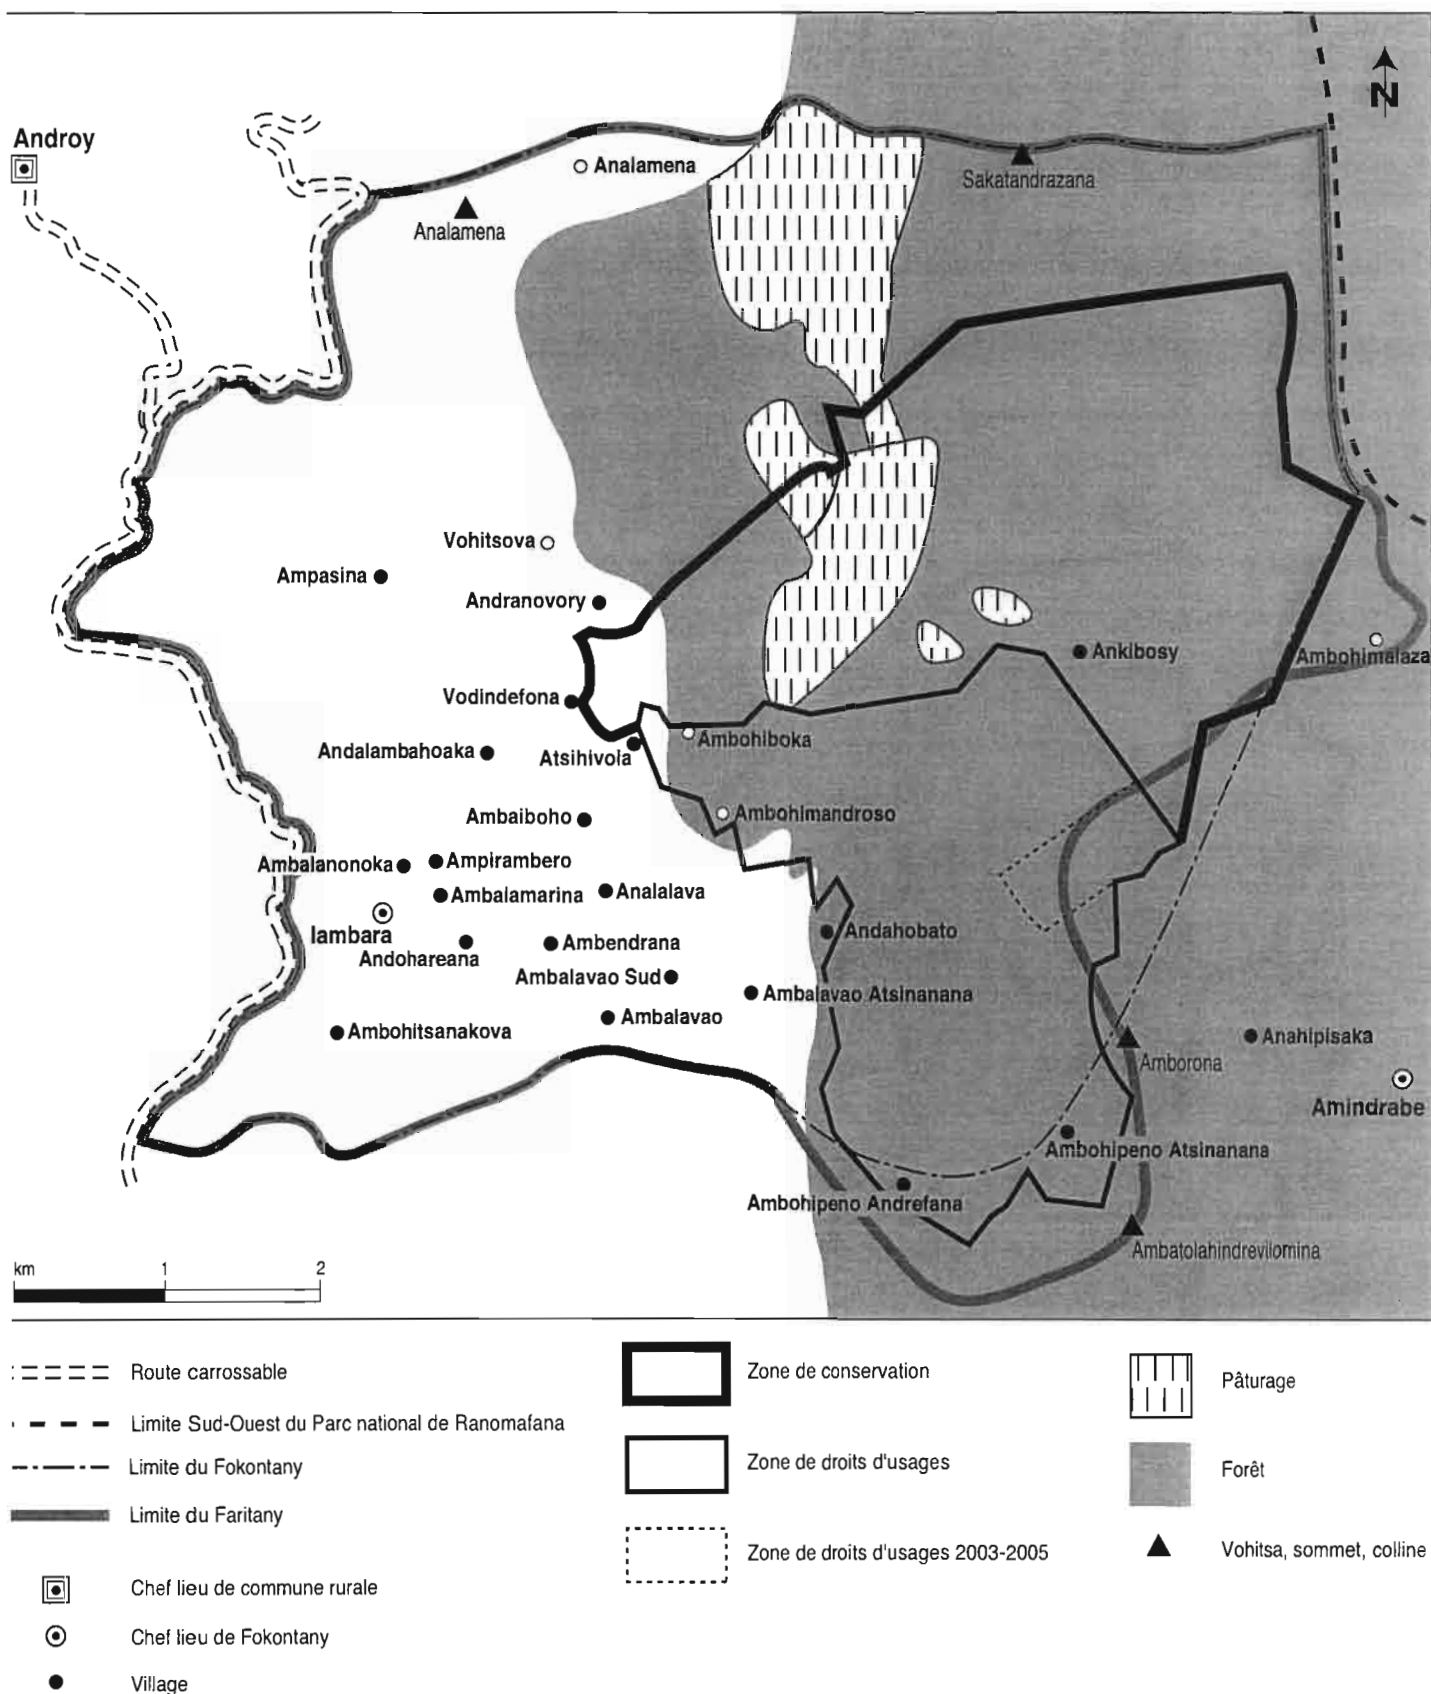 N
Androy
Analamena
Sakatandrazana
Analamena
Vohitsova
Ampasina
Andranovory
Ankibosy
Ambohimalaza
Vodindefona
Ambohiboka
Andalambahoaka
Atsihivola
Ambaiboho
Ambohimandroso
Ambalanonoka
Ampirambero
Ambalamarina
Analalava
Iambara
Andahobato
Andohareana
Ambendrana
Ambalavao Sud
Ambalavao Atsinanana
Ambalavao
Ambohitsanakova
Anahipisaka
Amborona
Amindrabe
Ambohipeno Atsinanana
Ambohipeno Andrefana
Ambatolahindrevilomina
km 1 2
Route carrossable
Limite Sud-Ouest du Parc national de Ranomafana
Limite du Fokontany
Limite du Faritany
Chef lieu de commune rurale
Chef lieu de Fokontany
Village
Zone de conservation
Zone de droits d'usages
Zone de droits d'usages 2003-2005
Pâturage
Forêt
Vohitsa, sommet, colline